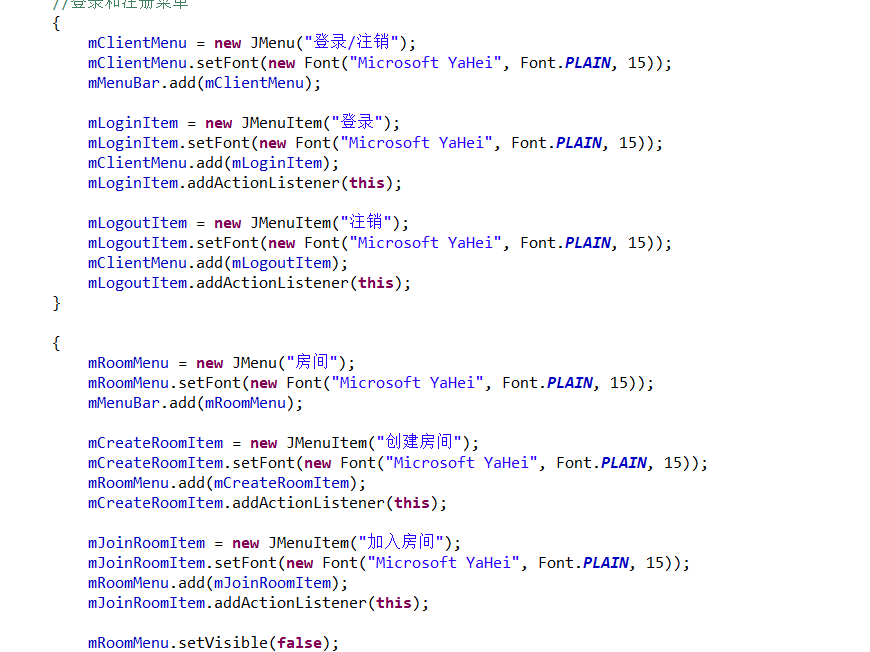 //登录和注册菜单
{
mClientMenu = new JMenu("登录/注销");
mClientMenu.setFont(new Font("Microsoft YaHei", Font.PLAIN, 15));
mMenuBar.add(mClientMenu);
mLoginItem = new JMenuItem("登录");
mLoginItem.setFont(new Font("Microsoft YaHei", Font.PLAIN, 15));
mClientMenu.add(mLoginItem);
mLoginItem.addActionListener(this);
mLogoutItem = new JMenuItem("注销");
mLogoutItem.setFont(new Font("Microsoft YaHei", Font.PLAIN, 15));
mClientMenu.add(mLogoutItem);
mLogoutItem.addActionListener(this);
}
{
mRoomMenu = new JMenu("房间");
mRoomMenu.setFont(new Font("Microsoft YaHei", Font.PLAIN, 15));
mMenuBar.add(mRoomMenu);
mCreateRoomItem = new JMenuItem("创建房间");
mCreateRoomItem.setFont(new Font("Microsoft YaHei", Font.PLAIN, 15));
mRoomMenu.add(mCreateRoomItem);
mCreateRoomItem.addActionListener(this);
mJoinRoomItem = new JMenuItem("加入房间");
mJoinRoomItem.setFont(new Font("Microsoft YaHei", Font.PLAIN, 15));
mRoomMenu.add(mJoinRoomItem);
mJoinRoomItem.addActionListener(this);
mRoomMenu.setVisible(false);